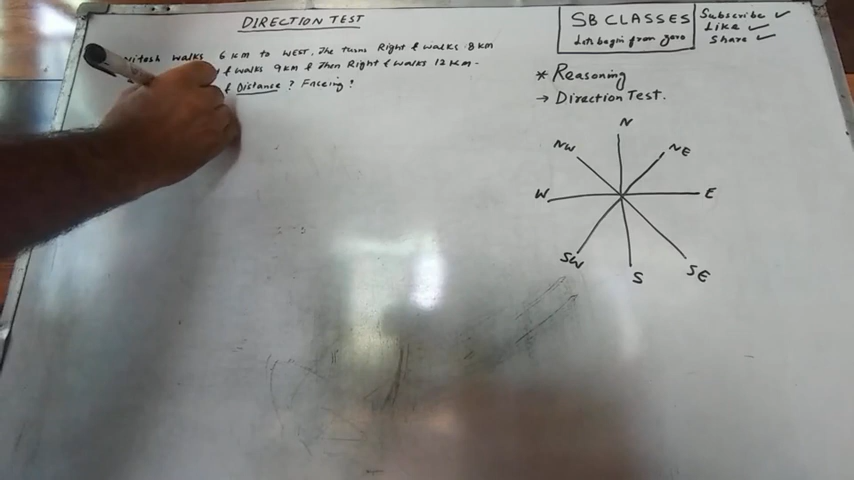 DIRECTION TEST
walks 6 KM to WEST, The turns Right & walks 8 KM
& walks 9 KM & Then Right & walks 12 KM-
& Distance ? Faceing ?
SB CLASSES
Lets begin from zero
Subscribe ✓
Like ✓
Share ✓
* Reasoning
→ Direction Test.
N
NW
NE
W
E
SW
S
SE